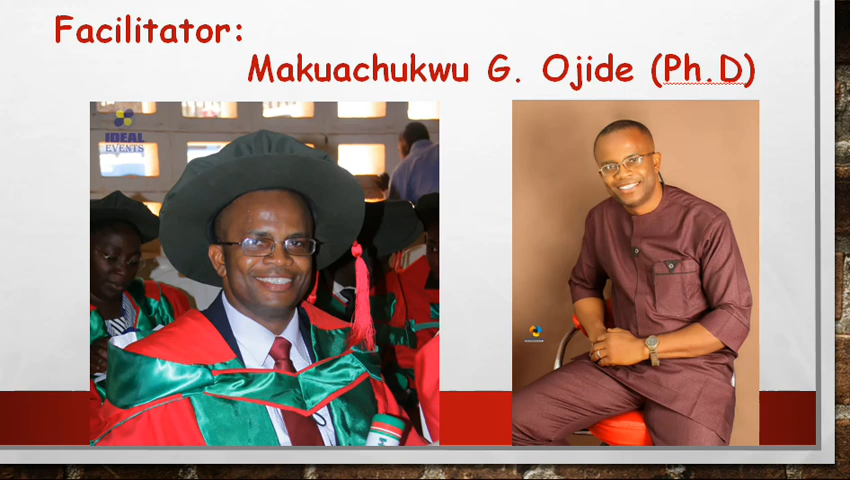 Facilitator:
Makuachukwu G. Ojide (Ph.D)
IDEAL
EVENTS